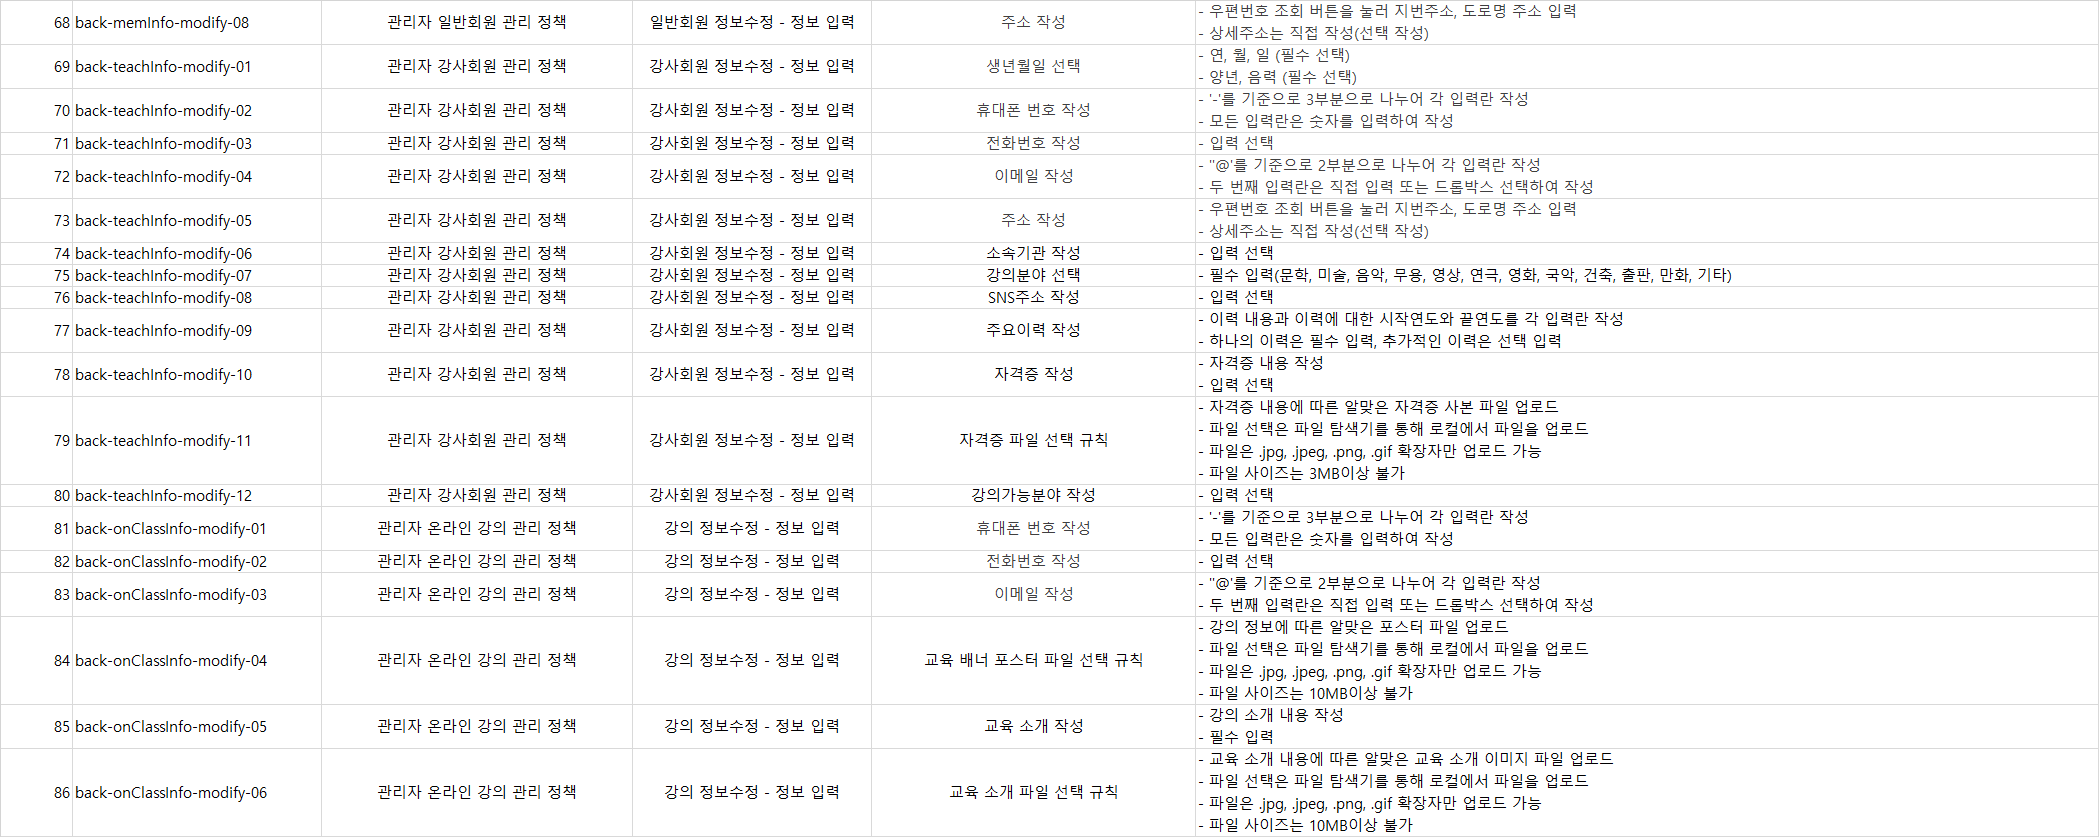 68 back-memInfo-modify-08 관리자 일반회원 관리 정책 일반회원 정보수정 - 정보 입력 주소 작성 - 우편번호 조회 버튼을 눌러 지번주소, 도로명 주소 입력
- 상세주소는 직접 작성(선택 작성)
69 back-teachInfo-modify-01 관리자 강사회원 관리 정책 강사회원 정보수정 - 정보 입력 생년월일 선택 - 연, 월, 일 (필수 선택)
- 양년, 음력 (필수 선택)
70 back-teachInfo-modify-02 관리자 강사회원 관리 정책 강사회원 정보수정 - 정보 입력 휴대폰 번호 작성 - '-'를 기준으로 3부분으로 나누어 각 입력란 작성
- 모든 입력란은 숫자를 입력하여 작성
71 back-teachInfo-modify-03 관리자 강사회원 관리 정책 강사회원 정보수정 - 정보 입력 전화번호 작성 - 입력 선택
72 back-teachInfo-modify-04 관리자 강사회원 관리 정책 강사회원 정보수정 - 정보 입력 이메일 작성 - "@'를 기준으로 2부분으로 나누어 각 입력란 작성
- 두 번째 입력란은 직접 입력 또는 드롭박스 선택하여 작성
73 back-teachInfo-modify-05 관리자 강사회원 관리 정책 강사회원 정보수정 - 정보 입력 주소 작성 - 우편번호 조회 버튼을 눌러 지번주소, 도로명 주소 입력
- 상세주소는 직접 작성(선택 작성)
74 back-teachInfo-modify-06 관리자 강사회원 관리 정책 강사회원 정보수정 - 정보 입력 소속기관 작성 - 입력 선택
75 back-teachInfo-modify-07 관리자 강사회원 관리 정책 강사회원 정보수정 - 정보 입력 강의분야 선택 - 필수 입력(문학, 미술, 음악, 무용, 영상, 연극, 영화, 국악, 건축, 출판, 만화, 기타)
76 back-teachInfo-modify-08 관리자 강사회원 관리 정책 강사회원 정보수정 - 정보 입력 SNS주소 작성 - 입력 선택
77 back-teachInfo-modify-09 관리자 강사회원 관리 정책 강사회원 정보수정 - 정보 입력 주요이력 작성 - 이력 내용과 이력에 대한 시작연도와 끝연도를 각 입력란 작성
- 하나의 이력은 필수 입력, 추가적인 이력은 선택 입력
78 back-teachInfo-modify-10 관리자 강사회원 관리 정책 강사회원 정보수정 - 정보 입력 자격증 작성 - 자격증 내용 작성
- 입력 선택
79 back-teachInfo-modify-11 관리자 강사회원 관리 정책 강사회원 정보수정 - 정보 입력 자격증 파일 선택 규칙 - 자격증 내용에 따른 알맞은 자격증 사본 파일 업로드
- 파일 선택은 파일 탐색기를 통해 로컬에서 파일을 업로드
- 파일은 .jpg, .jpeg, .png, .gif 확장자만 업로드 가능
- 파일 사이즈는 3MB이상 불가
80 back-teachInfo-modify-12 관리자 강사회원 관리 정책 강사회원 정보수정 - 정보 입력 강의가능분야 작성 - 입력 선택
81 back-onClassInfo-modify-01 관리자 온라인 강의 관리 정책 강의 정보수정 - 정보 입력 휴대폰 번호 작성 - '-'를 기준으로 3부분으로 나누어 각 입력란 작성
- 모든 입력란은 숫자를 입력하여 작성
82 back-onClassInfo-modify-02 관리자 온라인 강의 관리 정책 강의 정보수정 - 정보 입력 전화번호 작성 - 입력 선택
83 back-onClassInfo-modify-03 관리자 온라인 강의 관리 정책 강의 정보수정 - 정보 입력 이메일 작성 - "@'를 기준으로 2부분으로 나누어 각 입력란 작성
- 두 번째 입력란은 직접 입력 또는 드롭박스 선택하여 작성
84 back-onClassInfo-modify-04 관리자 온라인 강의 관리 정책 강의 정보수정 - 정보 입력 교육 배너 포스터 파일 선택 규칙 - 강의 정보에 따른 알맞은 포스터 파일 업로드
- 파일 선택은 파일 탐색기를 통해 로컬에서 파일을 업로드
- 파일은 .jpg, .jpeg, .png, .gif 확장자만 업로드 가능
- 파일 사이즈는 10MB이상 불가
85 back-onClassInfo-modify-05 관리자 온라인 강의 관리 정책 강의 정보수정 - 정보 입력 교육 소개 작성 - 강의 소개 내용 작성
- 필수 입력
86 back-onClassInfo-modify-06 관리자 온라인 강의 관리 정책 강의 정보수정 - 정보 입력 교육 소개 파일 선택 규칙 - 교육 소개 내용에 따른 알맞은 교육 소개 이미지 파일 업로드
- 파일 선택은 파일 탐색기를 통해 로컬에서 파일을 업로드
- 파일은 .jpg, .jpeg, .png, .gif 확장자만 업로드 가능
- 파일 사이즈는 10MB이상 불가